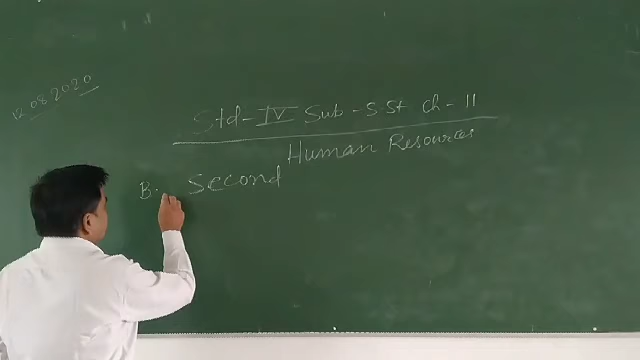 12.08.2020
Std-IV Sub-S.St ch-11
Human Resources
B. Second